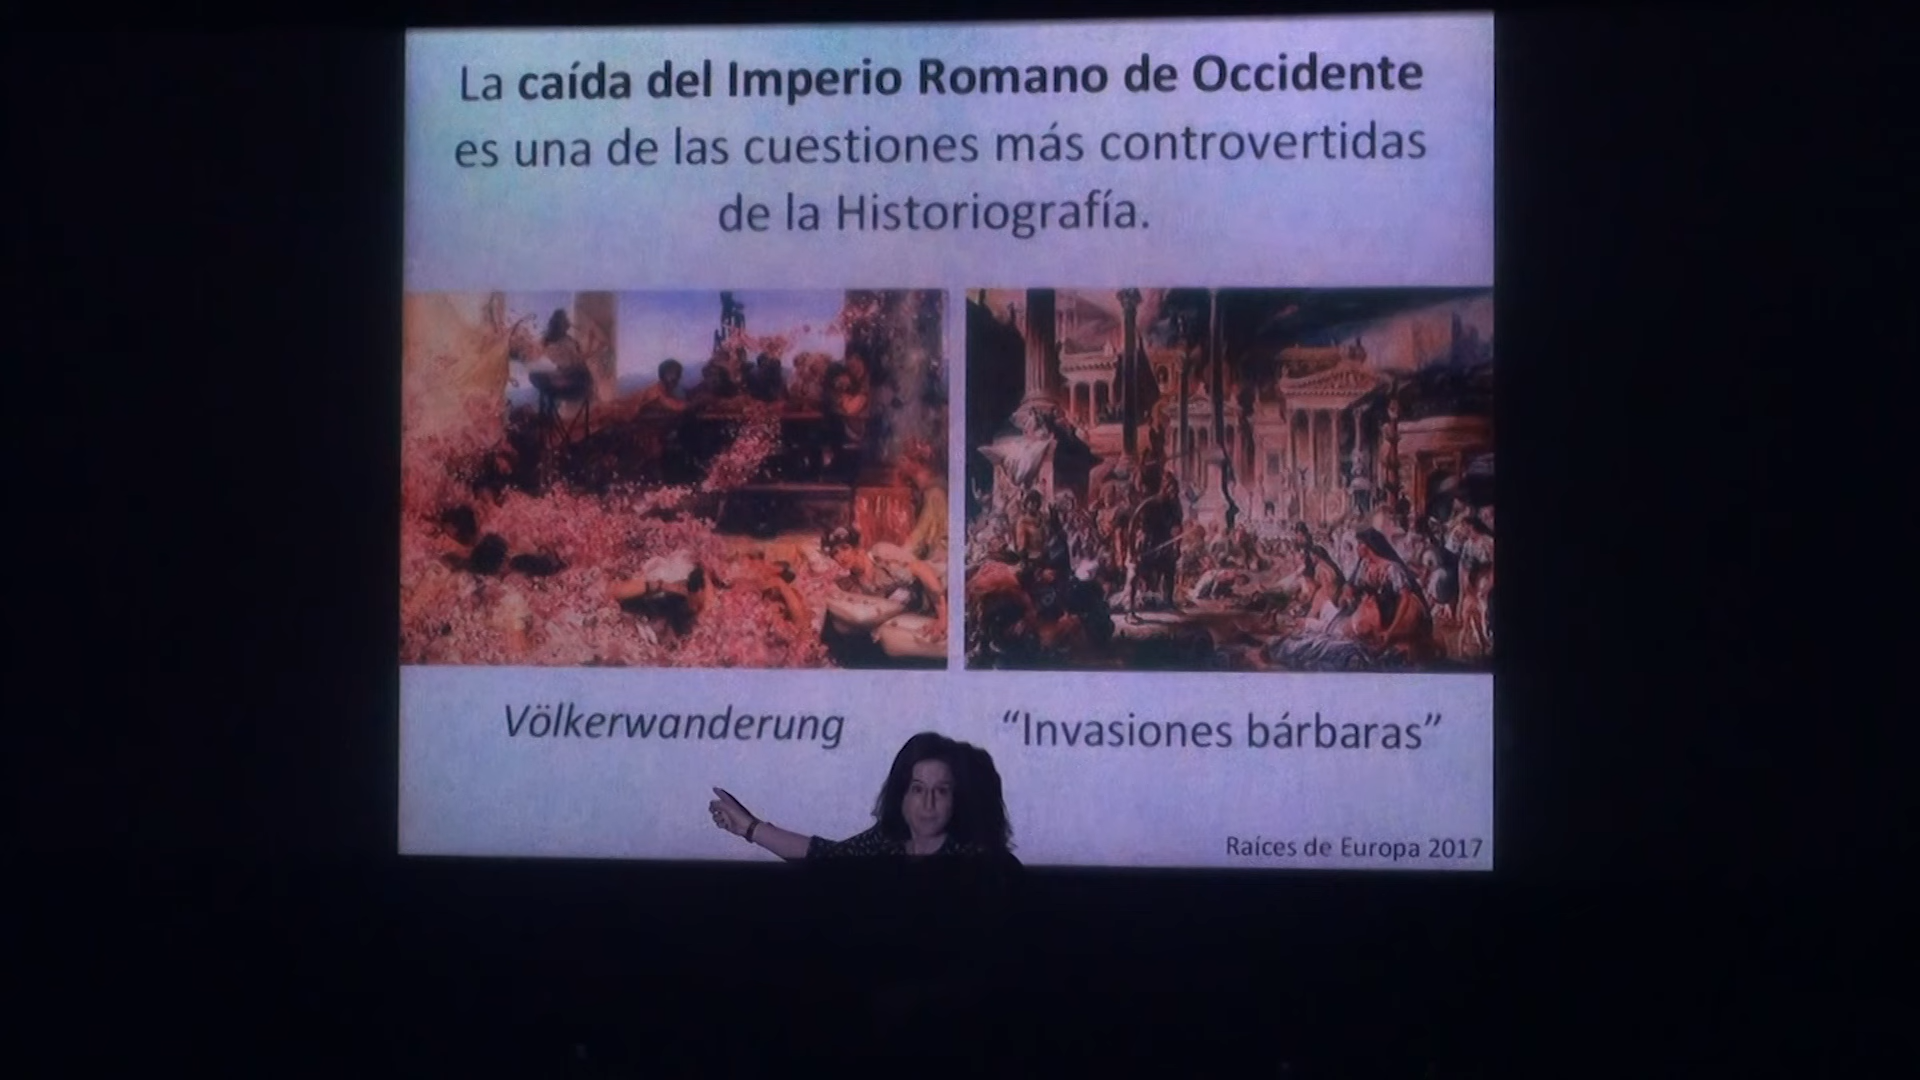 La caída del Imperio Romano de Occidente
es una de las cuestiones más controvertidas
de la Historiografía.
Völkerwanderung
“Invasiones bárbaras”
Raíces de Europa 2017